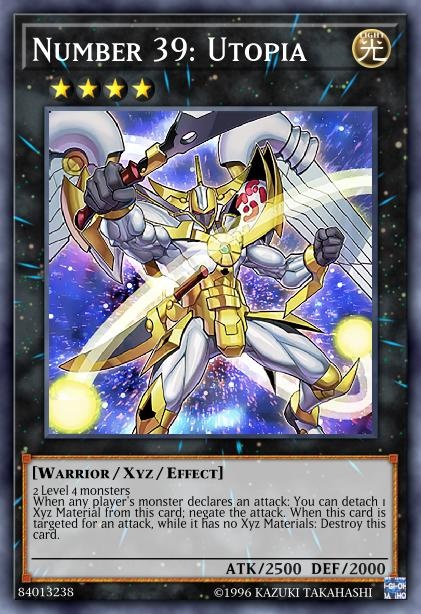 Number 39: Utopia
LIGHT
光
39
[Warrior / Xyz / Effect]
2 Level 4 monsters
When any player's monster declares an attack: You can detach 1
Xyz Material from this card; negate the attack. When this card is
targeted for an attack, while it has no Xyz Materials: Destroy this
card.
ATK/2500 DEF/2000
84013238
©1996 KAZUKI TAKAHASHI